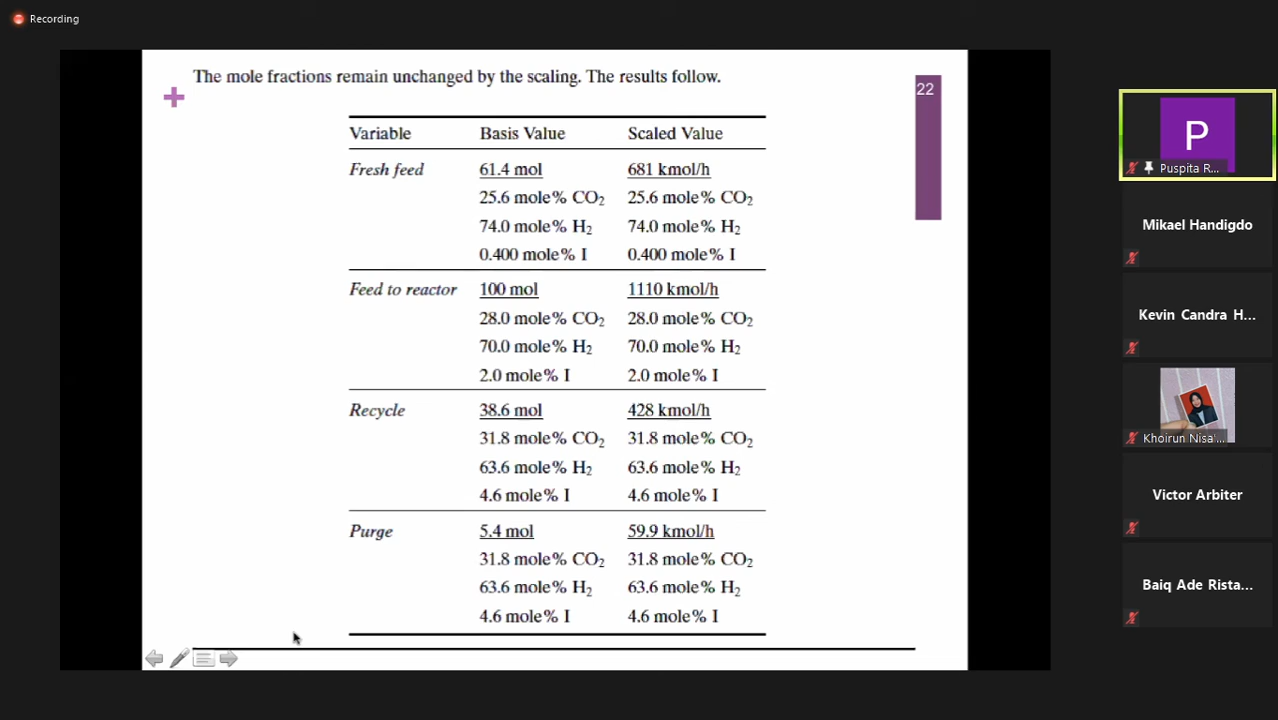 Recording
The mole fractions remain unchanged by the scaling. The results follow.
22
Variable Basis Value Scaled Value
Fresh feed 61.4 mol 681 kmol/h
25.6 mole% CO₂ 25.6 mole% CO₂
74.0 mole% H₂ 74.0 mole% H₂
0.400 mole% I 0.400 mole% I
Feed to reactor 100 mol 1110 kmol/h
28.0 mole% CO₂ 28.0 mole% CO₂
70.0 mole% H₂ 70.0 mole% H₂
2.0 mole% I 2.0 mole% I
Recycle 38.6 mol 428 kmol/h
31.8 mole% CO₂ 31.8 mole% CO₂
63.6 mole% H₂ 63.6 mole% H₂
4.6 mole% I 4.6 mole% I
Purge 5.4 mol 59.9 kmol/h
31.8 mole% CO₂ 31.8 mole% CO₂
63.6 mole% H₂ 63.6 mole% H₂
4.6 mole% I 4.6 mole% I
P
Puspita R...
Mikael Handigdo
Kevin Candra H...
Khoirun Nisa'...
Victor Arbiter
Baiq Ade Rista...